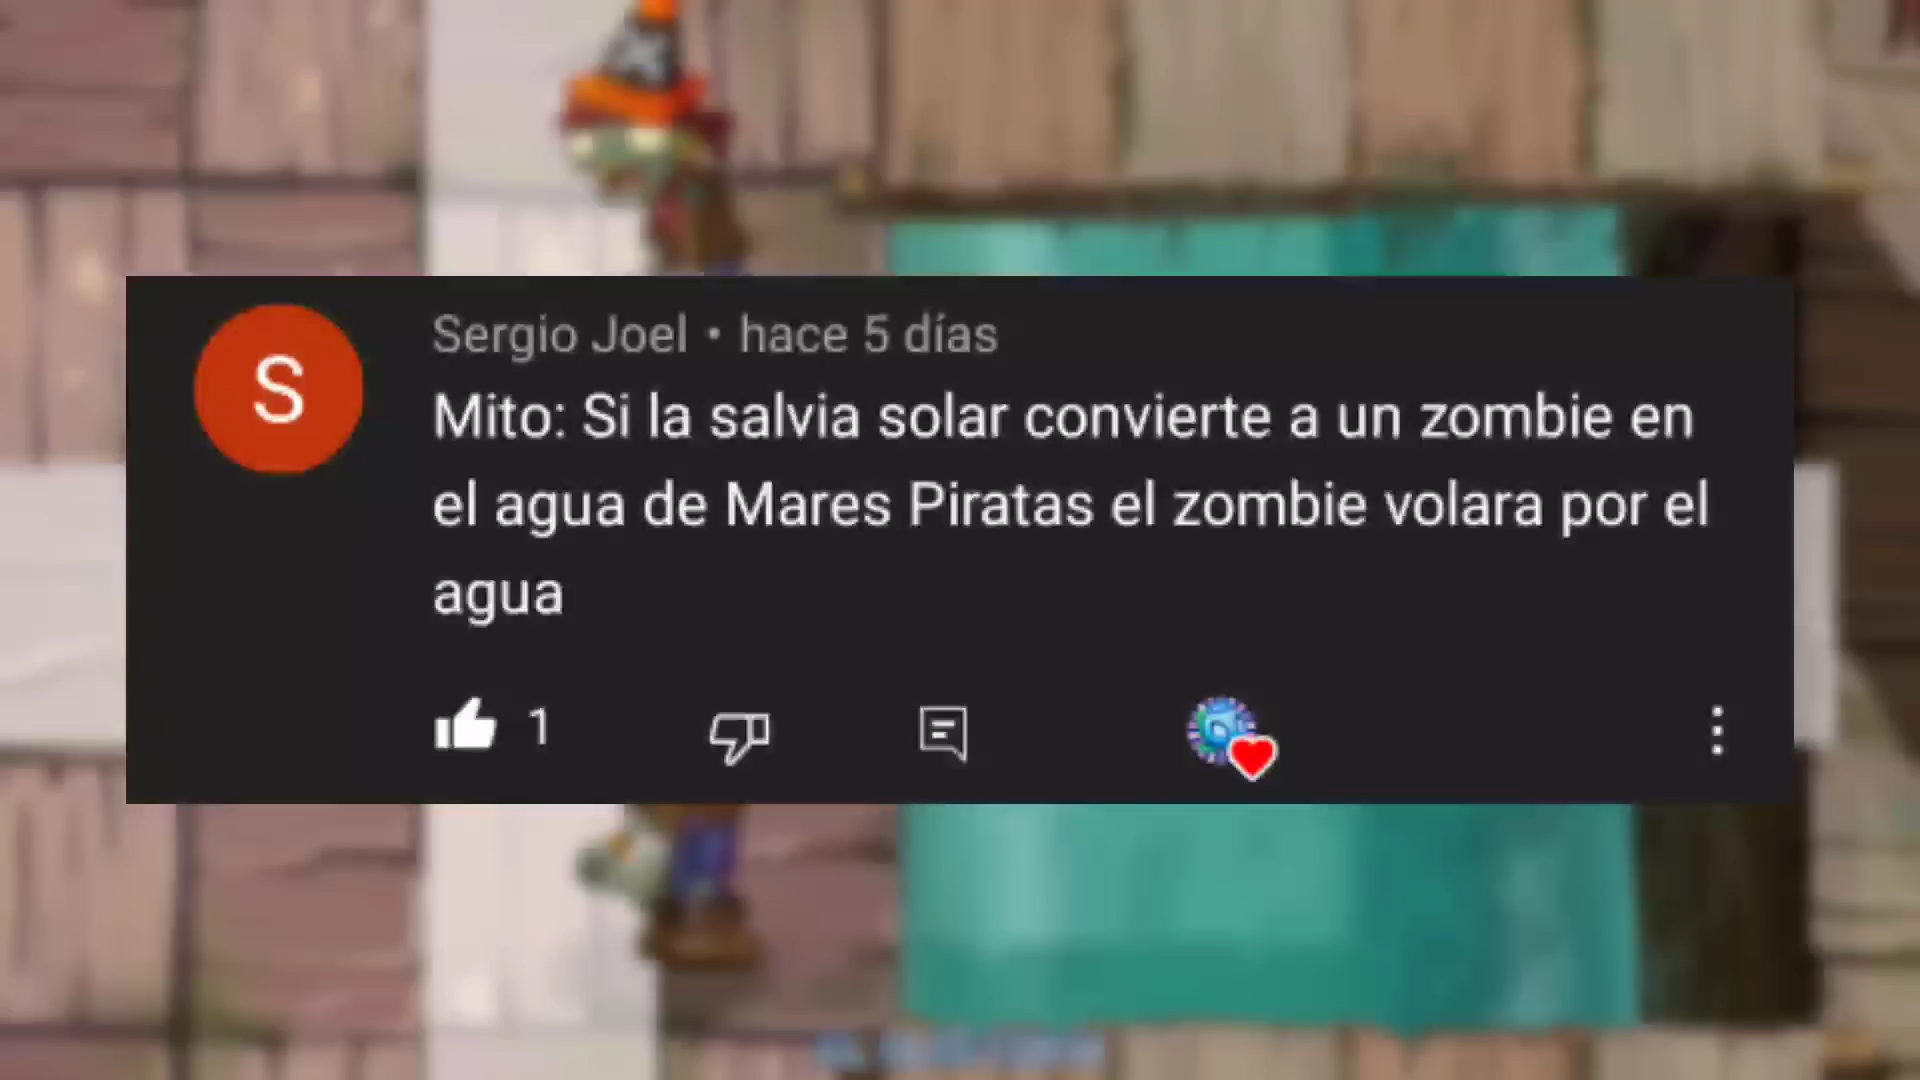 S
Sergio Joel • hace 5 días
Mito: Si la salvia solar convierte a un zombie en
el agua de Mares Piratas el zombie volara por el
agua
1